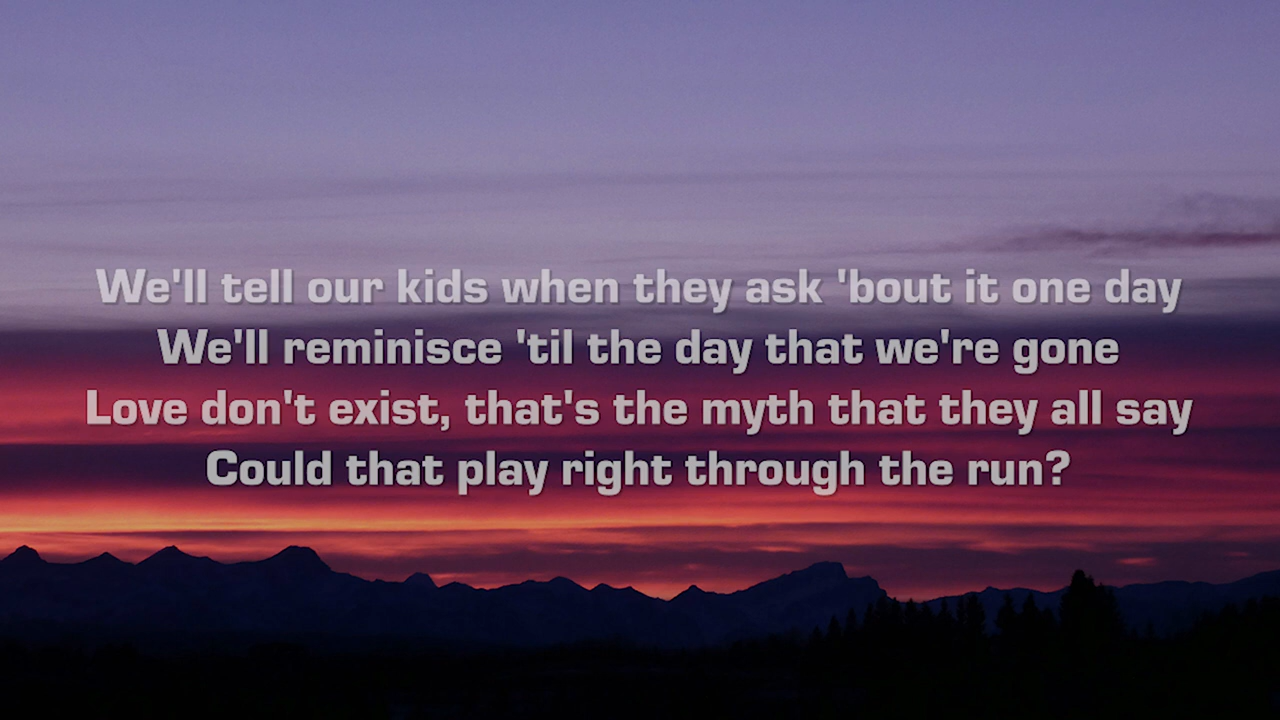 We'll tell our kids when they ask 'bout it one day
We'll reminisce 'til the day that we're gone
Love don't exist, that's the myth that they all say
Could that play right through the run?